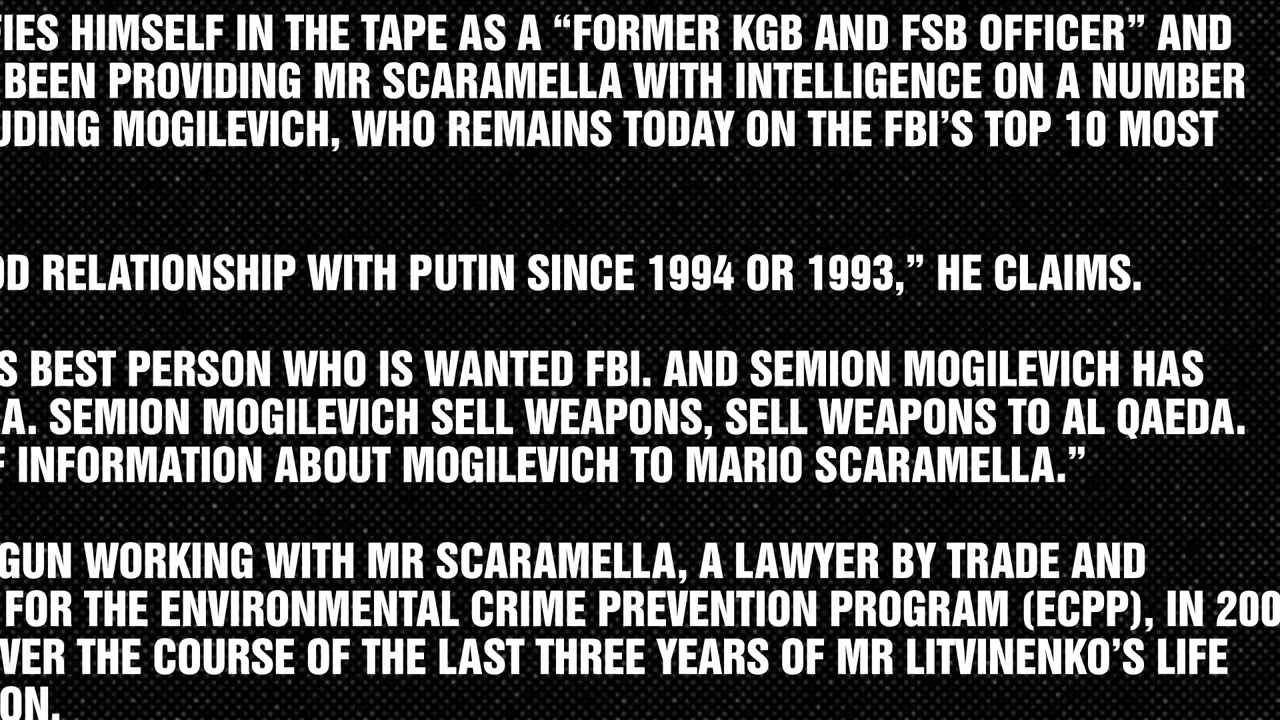 FIES HIMSELF IN THE TAPE AS A “FORMER KGB AND FSB OFFICER” AND
BEEN PROVIDING MR SCARAMELLA WITH INTELLIGENCE ON A NUMBER
UDING MOGILEVICH, WHO REMAINS TODAY ON THE FBI’S TOP 10 MOST
OD RELATIONSHIP WITH PUTIN SINCE 1994 OR 1993,” HE CLAIMS.
S BEST PERSON WHO IS WANTED FBI. AND SEMION MOGILEVICH HAS
A. SEMION MOGILEVICH SELL WEAPONS, SELL WEAPONS TO AL QAEDA.
F INFORMATION ABOUT MOGILEVICH TO MARIO SCARAMELLA.”
GUN WORKING WITH MR SCARAMELLA, A LAWYER BY TRADE AND
FOR THE ENVIRONMENTAL CRIME PREVENTION PROGRAM (ECPP), IN 200
VER THE COURSE OF THE LAST THREE YEARS OF MR LITVINENKO’S LIFE
ON.